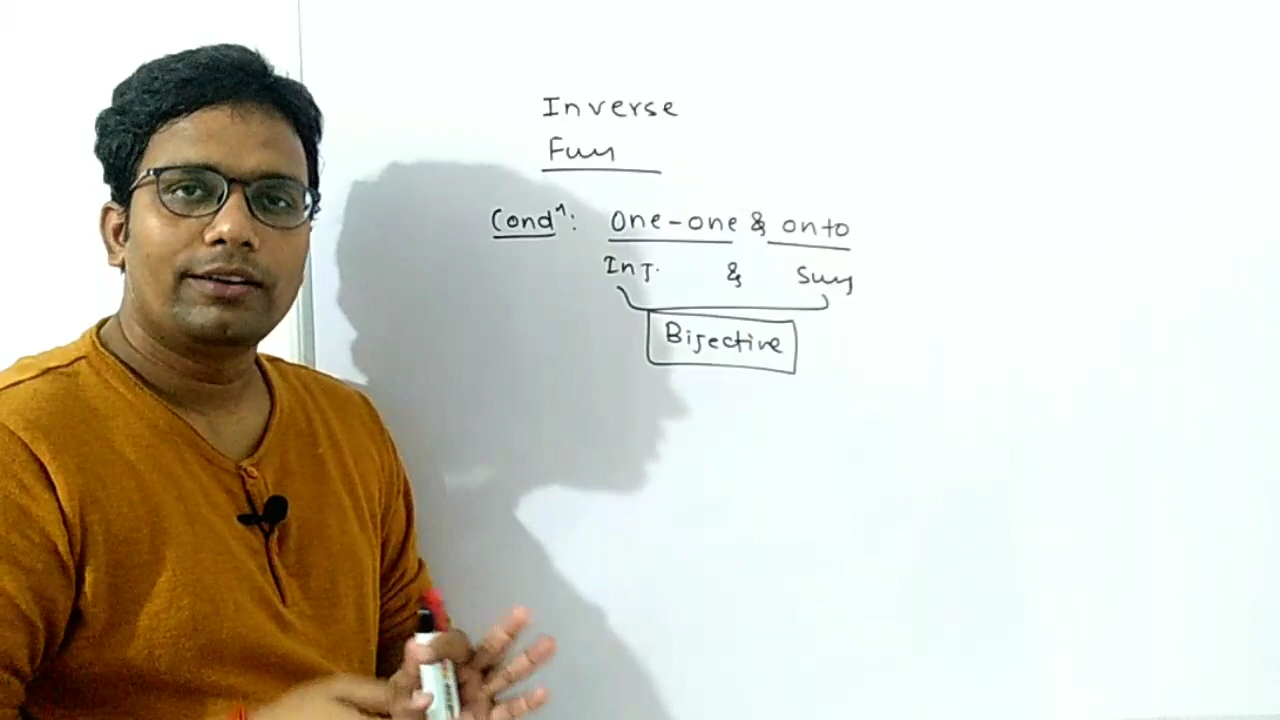 Inverse
Fun
Condⁿ: One-one & onto
Inj. & Surj
Bijective